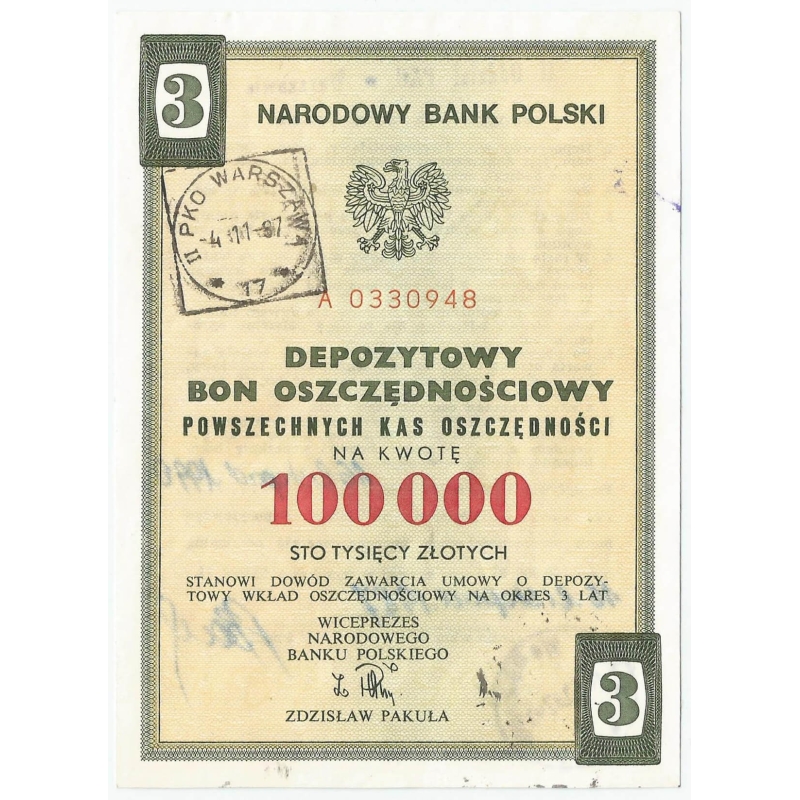 3
NARODOWY BANK POLSKI
II PKO WARSZAWA
-4.11-87
* 17 *
A 0330948
DEPOZYTOWY
BON OSZCZĘDNOŚCIOWY
POWSZECHNYCH KAS OSZCZĘDNOŚCI
NA KWOTĘ
100 000
STO TYSIĘCY ZŁOTYCH
STANOWI DOWÓD ZAWARCIA UMOWY O DEPOZY-
TOWY WKŁAD OSZCZĘDNOŚCIOWY NA OKRES 3 LAT
WICEPREZES
NARODOWEGO
BANKU POLSKIEGO
ZDZISŁAW PAKUŁA
3